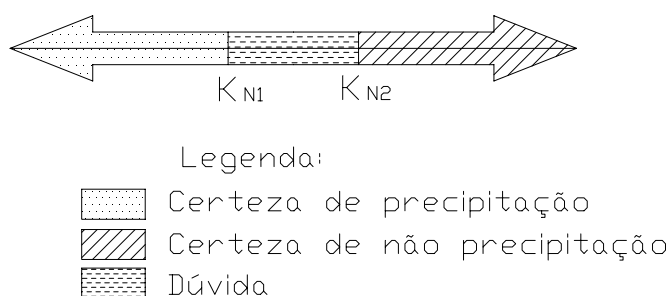 KN1 KN2
Legenda:
Certeza de precipitação
Certeza de não precipitação
Dúvida